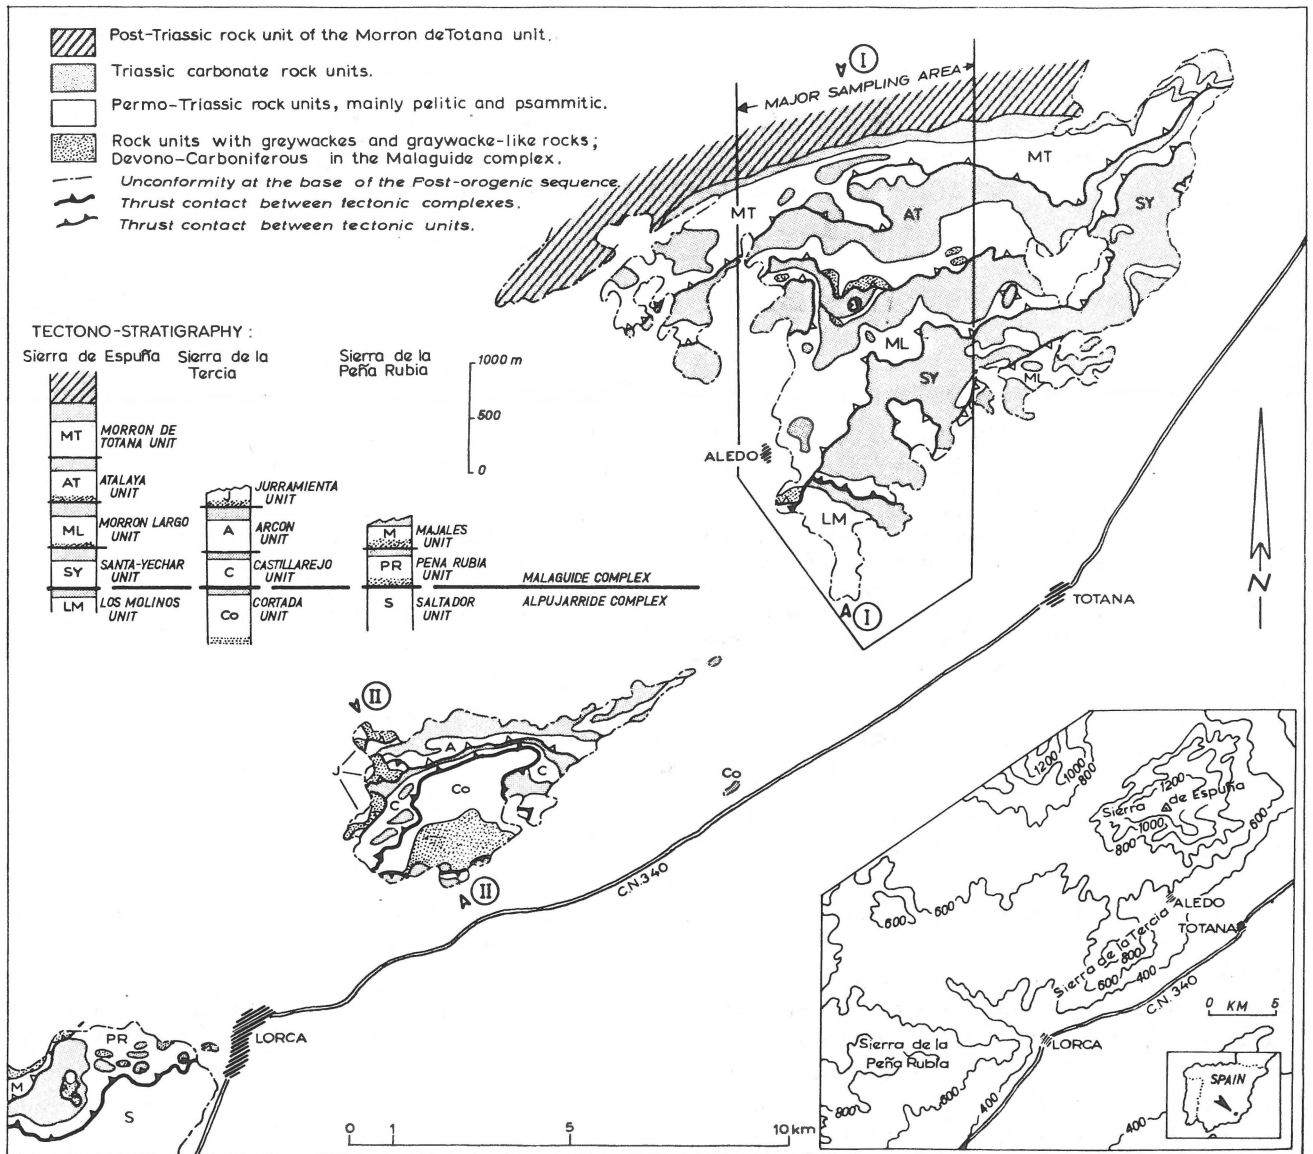 Post-Triassic rock unit of the Morron deTotana unit.
Triassic carbonate rock units.
Permo-Triassic rock units, mainly pelitic and psammitic.
Rock units with greywackes and graywacke-like rocks;
Devono-Carboniferous in the Malaguide complex.
Unconformity at the base of the Post-orogenic sequence.
Thrust contact between tectonic complexes.
Thrust contact between tectonic units.
I
MAJOR SAMPLING AREA
MT
MT
AT
SY
ML
SY
ML
ALEDO
LM
I
TOTANA
N
TECTONO-STRATIGRAPHY :
Sierra de Espuña
Sierra de la
Tercia
Sierra de la
Peña Rubia
1000 m
500
0
MT
MORRON DE
TOTANA UNIT
AT
ATALAYA
UNIT
J
JURRAMIENTA
UNIT
ML
MORRON LARGO
UNIT
A
ARCON
UNIT
M
MAJALES
UNIT
SY
SANTA-YECHAR
UNIT
C
CASTILLAREJO
UNIT
PR
PENA RUBIA
UNIT
MALAGUIDE COMPLEX
LM
LOS MOLINOS
UNIT
Co
CORTADA
UNIT
S
SALTADOR
UNIT
ALPUJARRIDE COMPLEX
II
J
A
C
Co
C
Co
II
C.N.340
LORCA
PR
M
S
0
1
5
10 km
1200
1000
800
1200
Sierra
de Espuña
1000
800
600
600
600
ALEDO
TOTANA
Sierra de la Tercia
800
600
400
C.N.340
0 KM 5
LORCA
Sierra de la
Peña Rubia
800
600
400
400
SPAIN